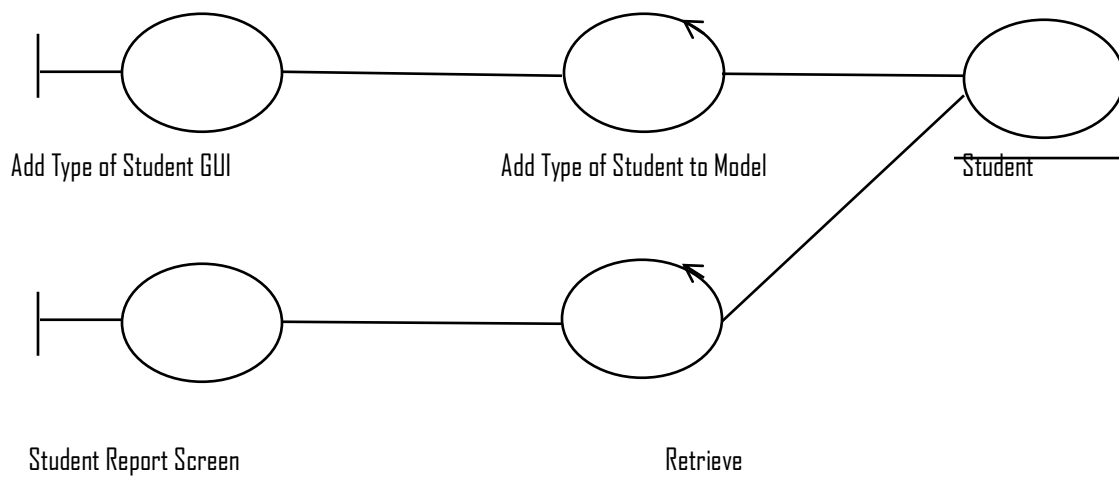 Add Type of Student GUI
Add Type of Student to Model
Student
Student Report Screen
Retrieve